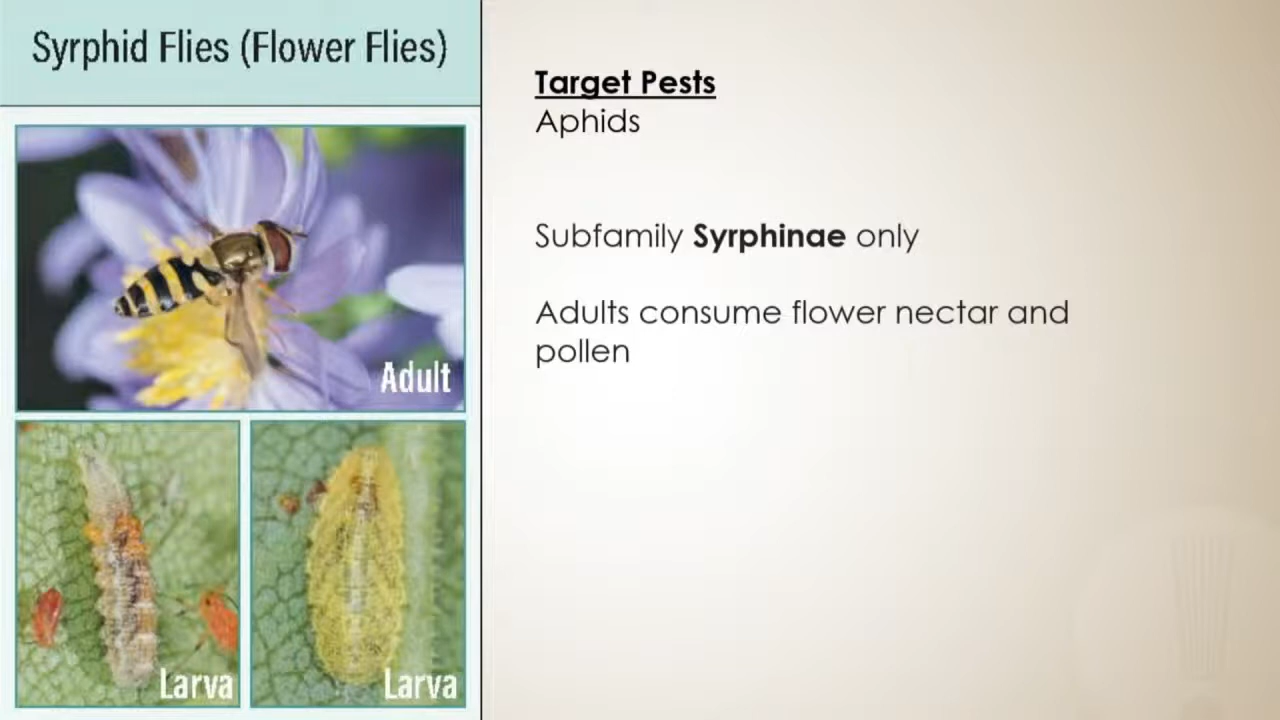 Syrphid Flies (Flower Flies)
Adult
Larva
Larva
Target Pests
Aphids
Subfamily Syrphinae only
Adults consume flower nectar and
pollen